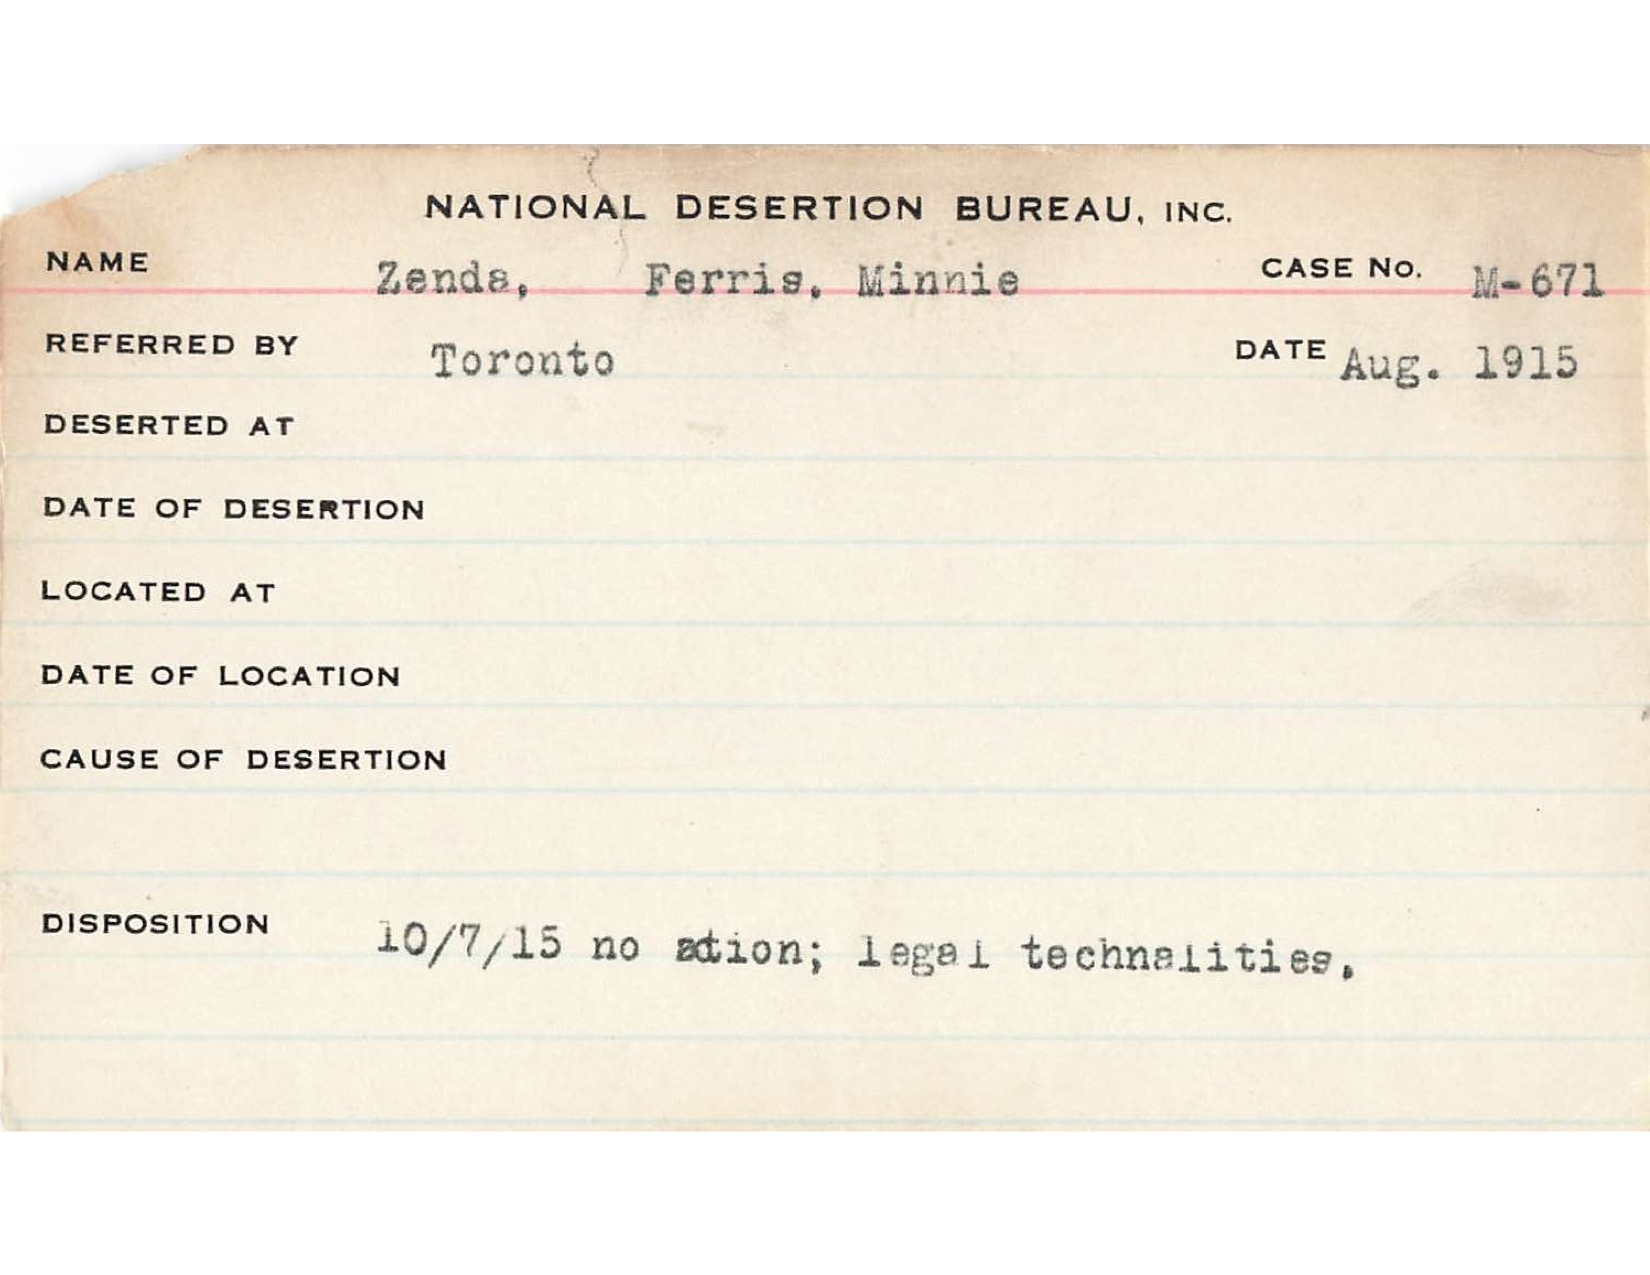 NATIONAL DESERTION BUREAU, INC.
NAME Zenda, Ferris, Minnie CASE No. M-671
REFERRED BY Toronto DATE Aug. 1915
DESERTED AT
DATE OF DESERTION
LOCATED AT
DATE OF LOCATION
CAUSE OF DESERTION
DISPOSITION 10/7/15 no ation; legal technalities,